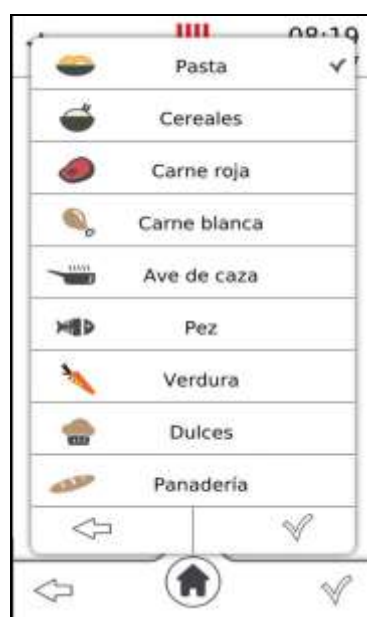 08:19
Pasta
Cereales
Carne roja
Carne blanca
Ave de caza
Pez
Verdura
Dulces
Panadería